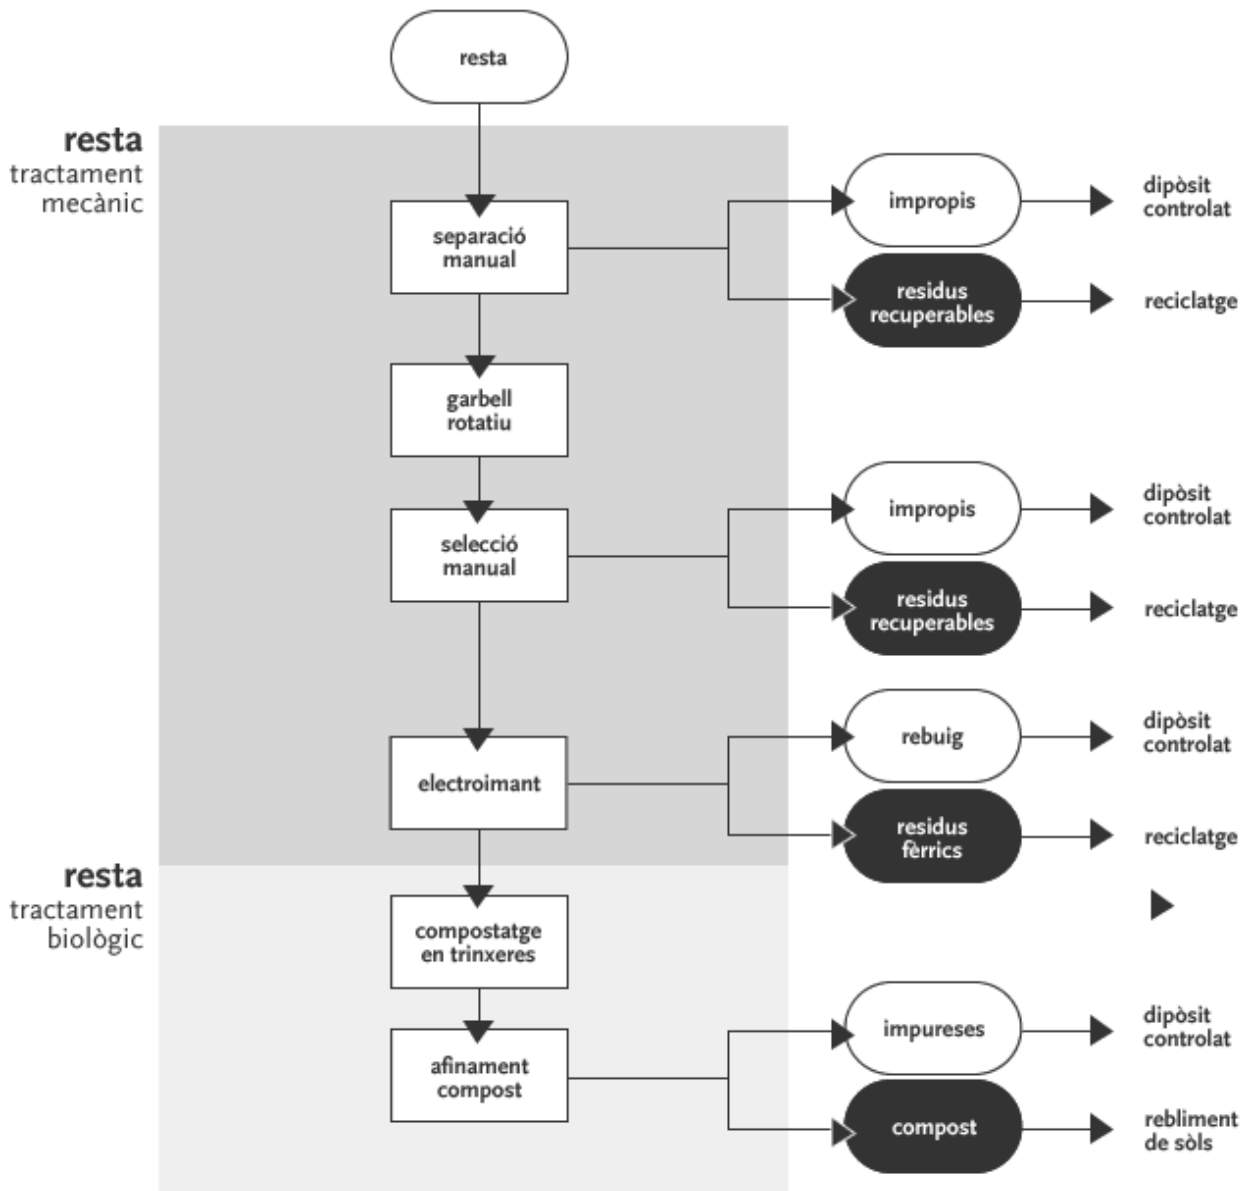 resta
resta
tractament
mecànic
separació
manual
impropis
dipòsit
controlat
residus
recuperables
reciclatge
garbell
rotatiu
selecció
manual
impropis
dipòsit
controlat
residus
recuperables
reciclatge
electroimant
rebuig
dipòsit
controlat
residus
fèrrics
reciclatge
resta
tractament
biològic
compostatge
en trinxeres
afinament
compost
impureses
dipòsit
controlat
compost
rebliment
de sòls